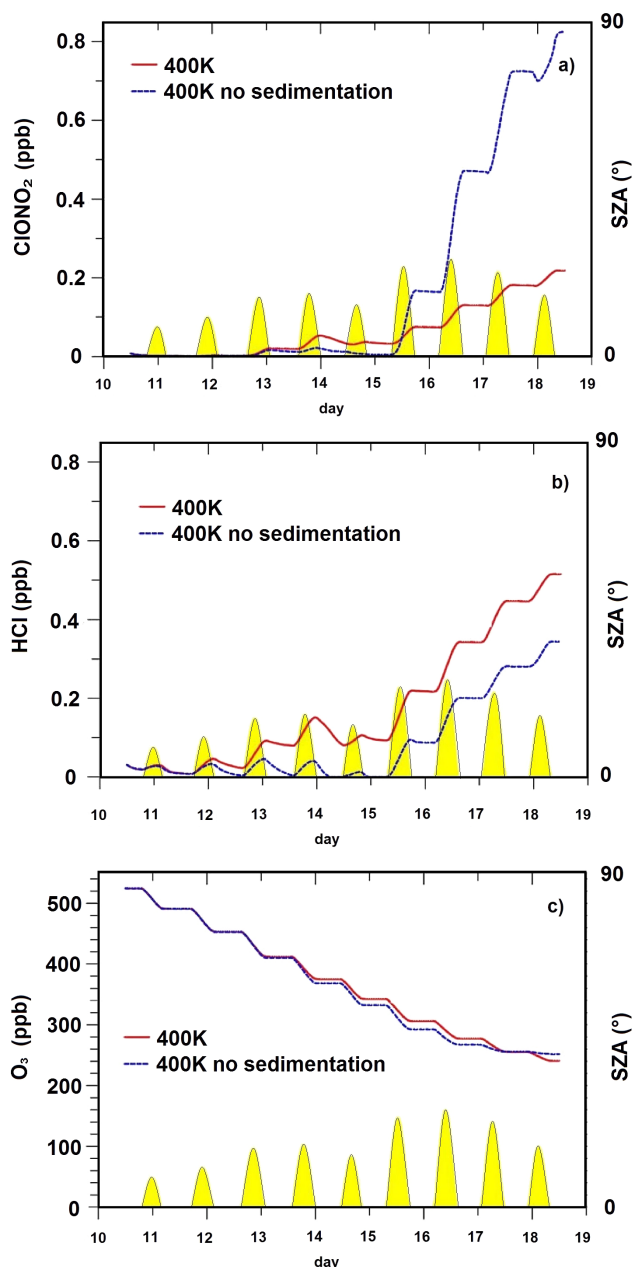 0.8
0.6
0.4
0.2
0
ClONO₂ (ppb)
400K
400K no sedimentation
a)
90
0
SZA (°)
10 11 12 13 14 15 16 17 18 19
day
0.8
0.6
0.4
0.2
0
HCl (ppb)
400K
400K no sedimentation
b)
90
0
SZA (°)
10 11 12 13 14 15 16 17 18 19
day
500
400
300
200
100
0
O₃ (ppb)
400K
400K no sedimentation
c)
90
0
SZA (°)
10 11 12 13 14 15 16 17 18 19
day